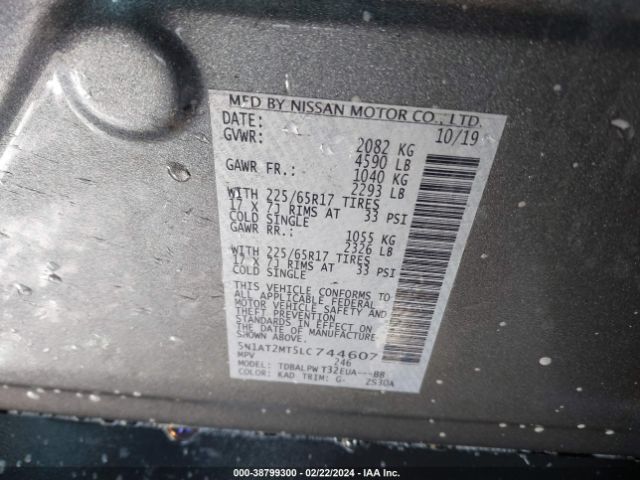 MFD BY NISSAN MOTOR CO., LTD.
DATE: 10/19
GVWR: 2082 KG
4590 LB
GAWR FR.: 1040 KG
2293 LB
WITH 225/65R17 TIRES
17 X 7J RIMS AT 33 PSI
COLD SINGLE
GAWR RR.: 1055 KG
2326 LB
WITH 225/65R17 TIRES
17 X 7J RIMS AT 33 PSI
COLD SINGLE
THIS VEHICLE CONFORMS TO
ALL APPLICABLE FEDERAL
MOTOR VEHICLE SAFETY AND
THEFT PREVENTION
STANDARDS IN EFFECT ON
THE DATE OF MANUFACTURE
SHOWN ABOVE.
5N1AT2MT5LC744607
MPV 246
MODEL: TDBALPW T32EUA---BB
COLOR: KAD TRIM: G- ZS30A
000-38799300 - 02/22/2024 - IAA Inc.